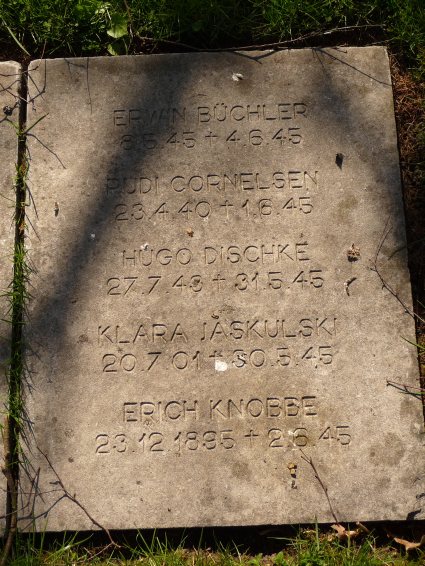 ERWIN BÜCHLER
8.5.45 + 4.6.45
RUDI CORNELSEN
23.4.40 + 1.6.45
HUGO DISCHKE
27.7.43 + 31.5.45
KLARA JASKULSKI
20.7.01 + 30.5.45
ERICH KNOBBE
23.12.1895 + 2.6.45